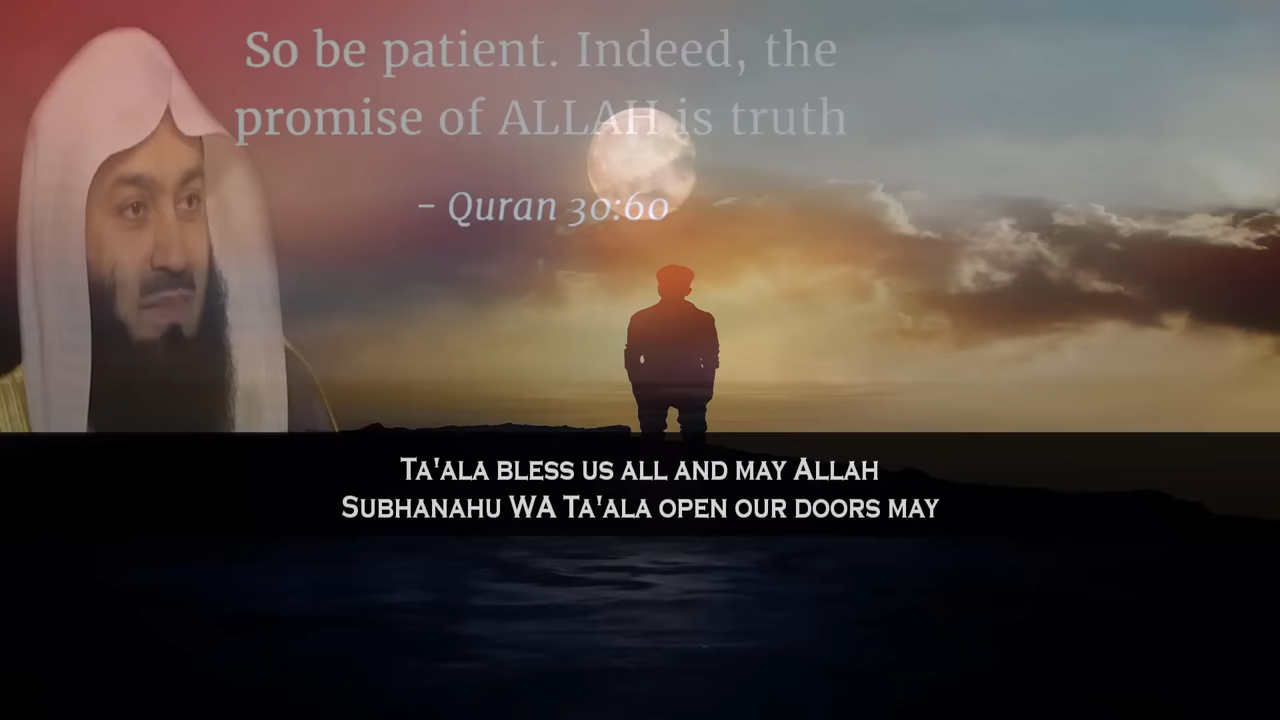 So be patient. Indeed, the
promise of ALLAH is truth
- Quran 30:60
TA'ALA BLESS US ALL AND MAY ALLAH
SUBHANAHU WA TA'ALA OPEN OUR DOORS MAY